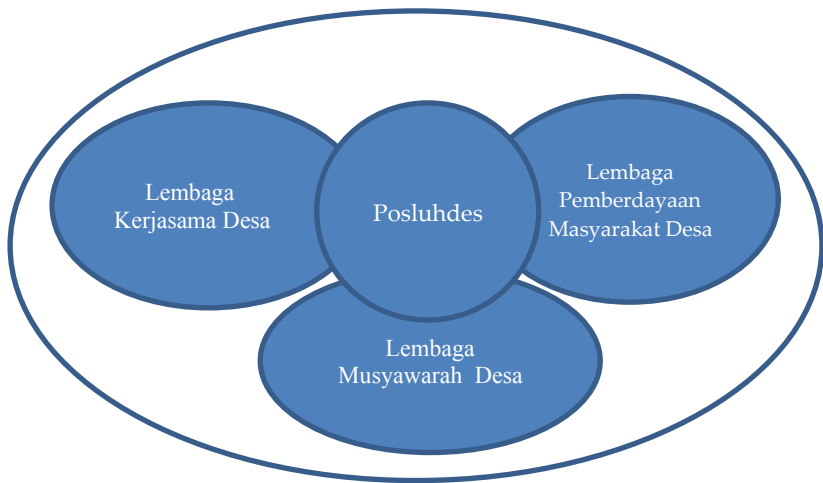 Lembaga
Kerjasama Desa
Posluhdes
Lembaga
Pemberdayaan
Masyarakat Desa
Lembaga
Musyawarah Desa